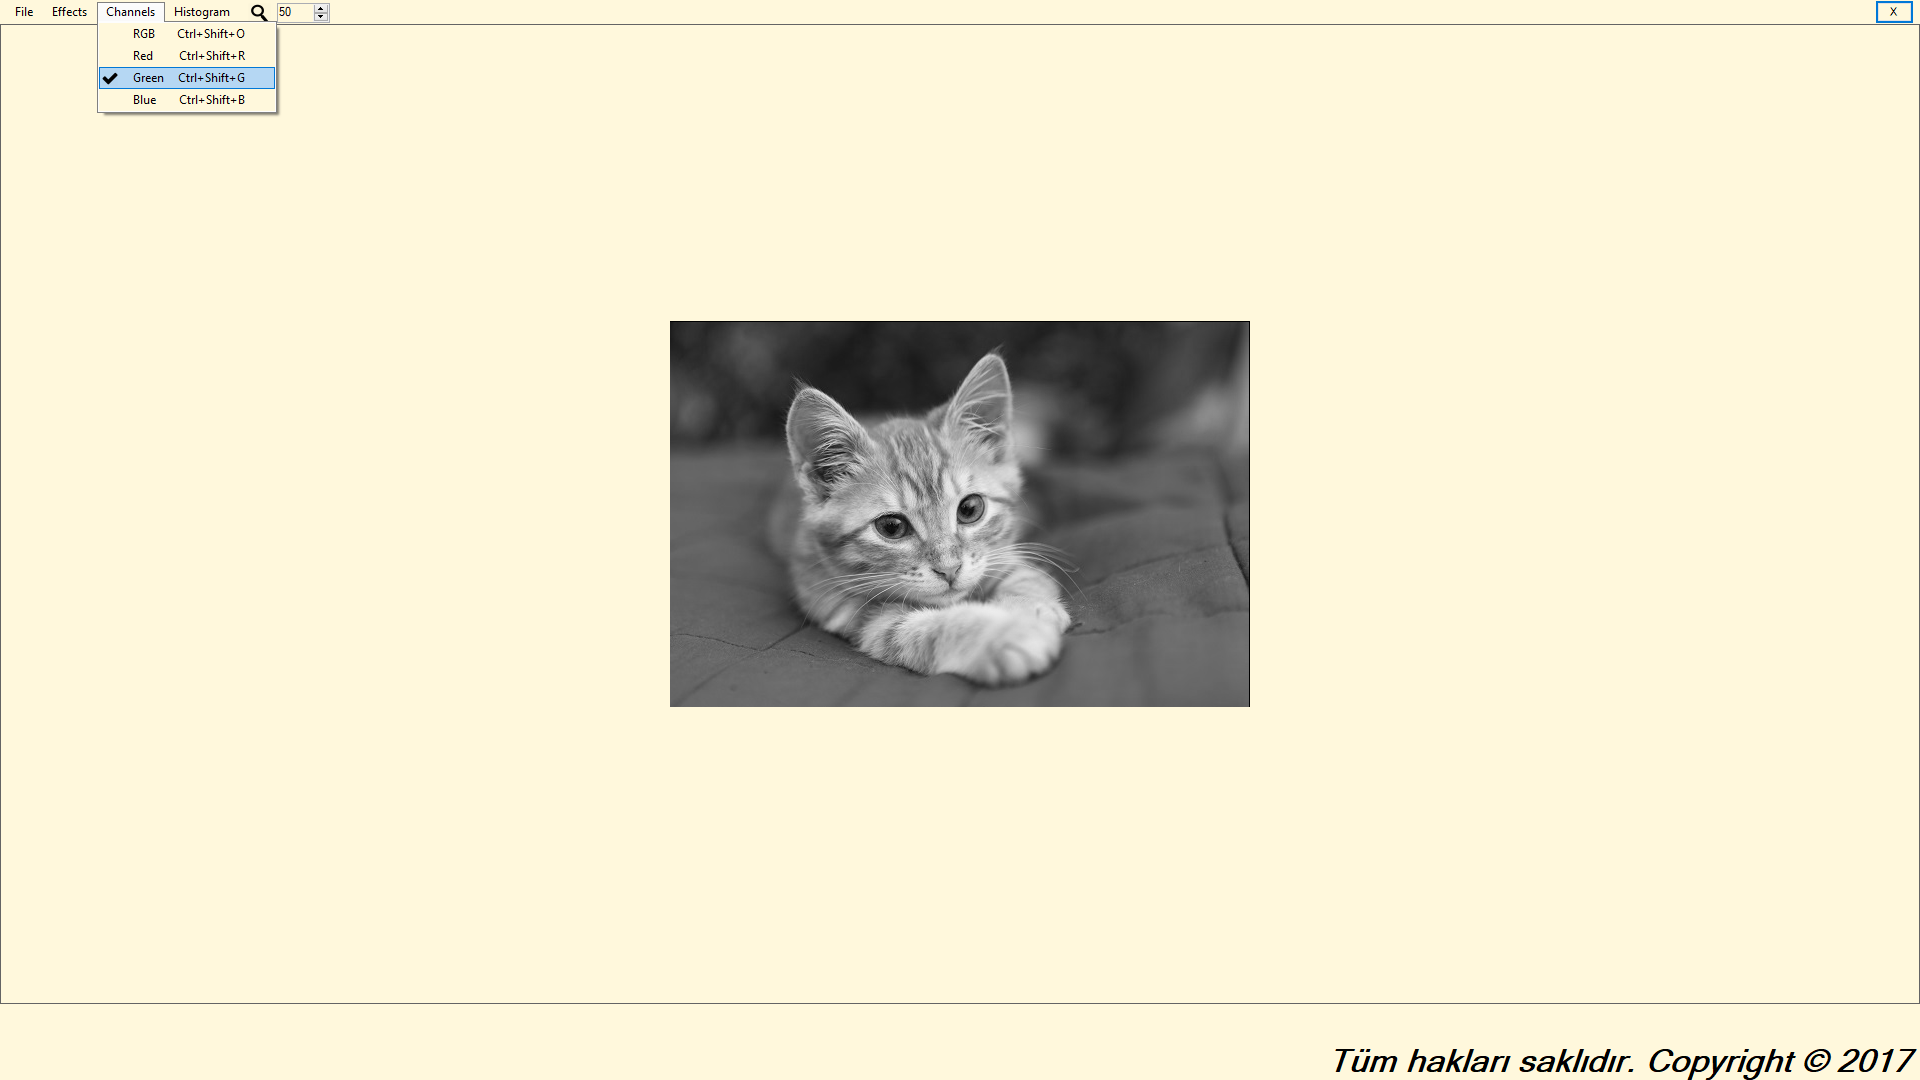 File Effects Channels Histogram 50 X
RGB Ctrl+Shift+O
Red Ctrl+Shift+R
Green Ctrl+Shift+G
Blue Ctrl+Shift+B
Tüm hakları saklıdır. Copyright © 2017